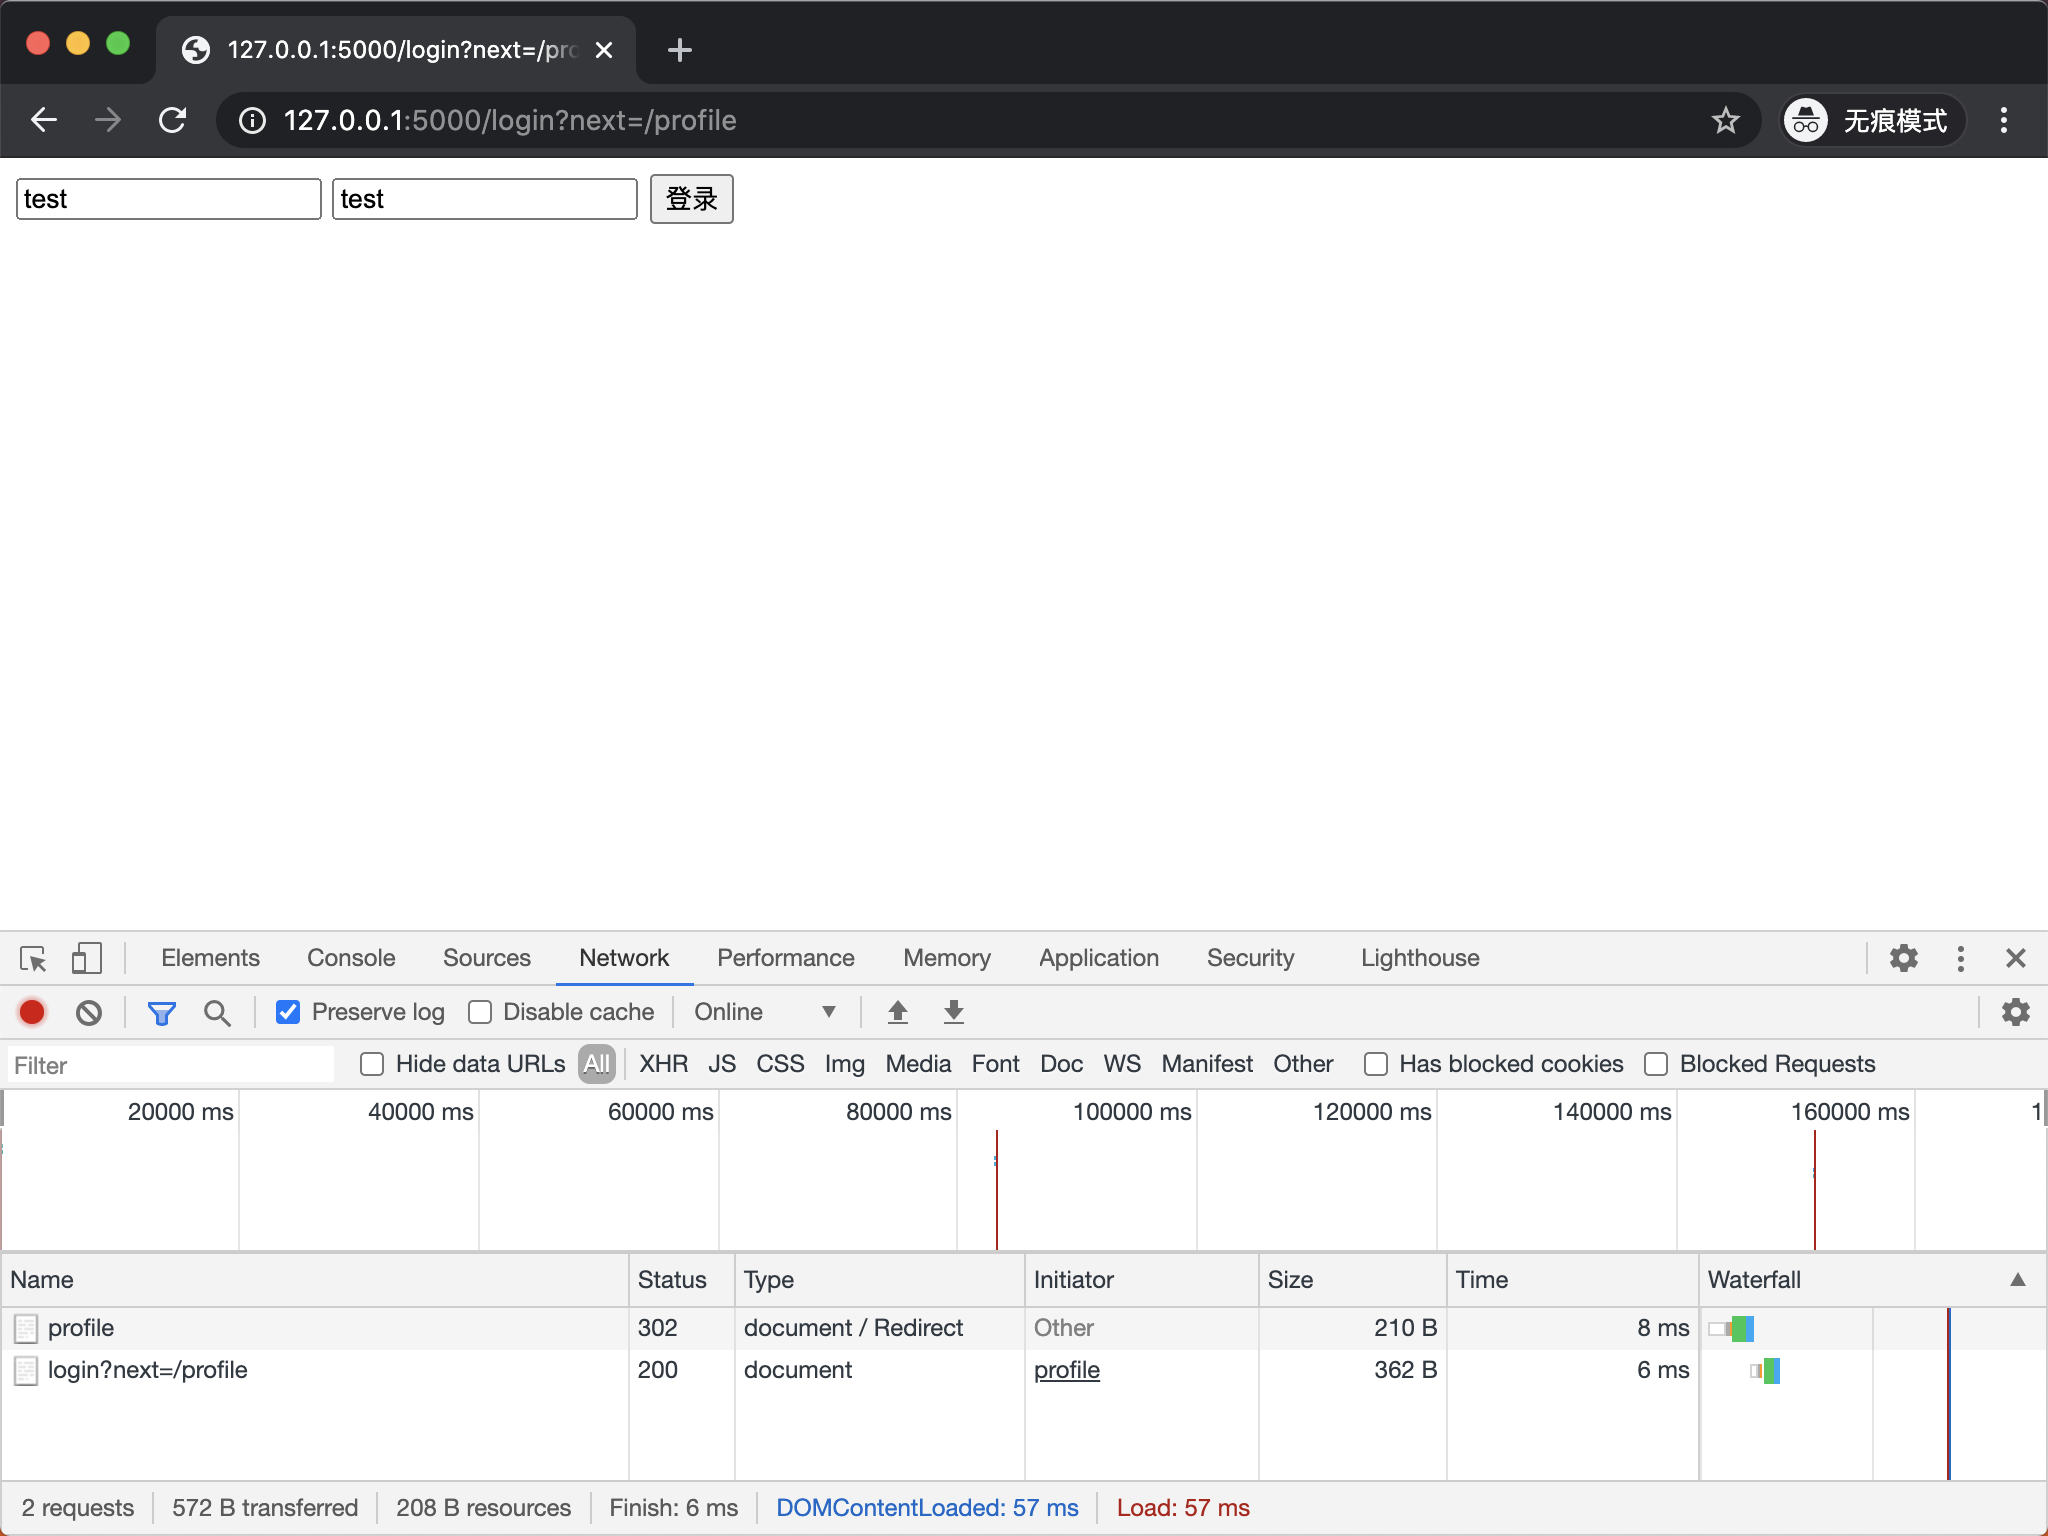 127.0.0.1:5000/login?next=/pro
127.0.0.1:5000/login?next=/profile
无痕模式
test test 登录
Elements Console Sources Network Performance Memory Application Security Lighthouse
Preserve log Disable cache Online
Filter Hide data URLs All XHR JS CSS Img Media Font Doc WS Manifest Other Has blocked cookies Blocked Requests
20000 ms 40000 ms 60000 ms 80000 ms 100000 ms 120000 ms 140000 ms 160000 ms 1
Name Status Type Initiator Size Time Waterfall
profile 302 document / Redirect Other 210 B 8 ms
login?next=/profile 200 document profile 362 B 6 ms
2 requests 572 B transferred 208 B resources Finish: 6 ms DOMContentLoaded: 57 ms Load: 57 ms